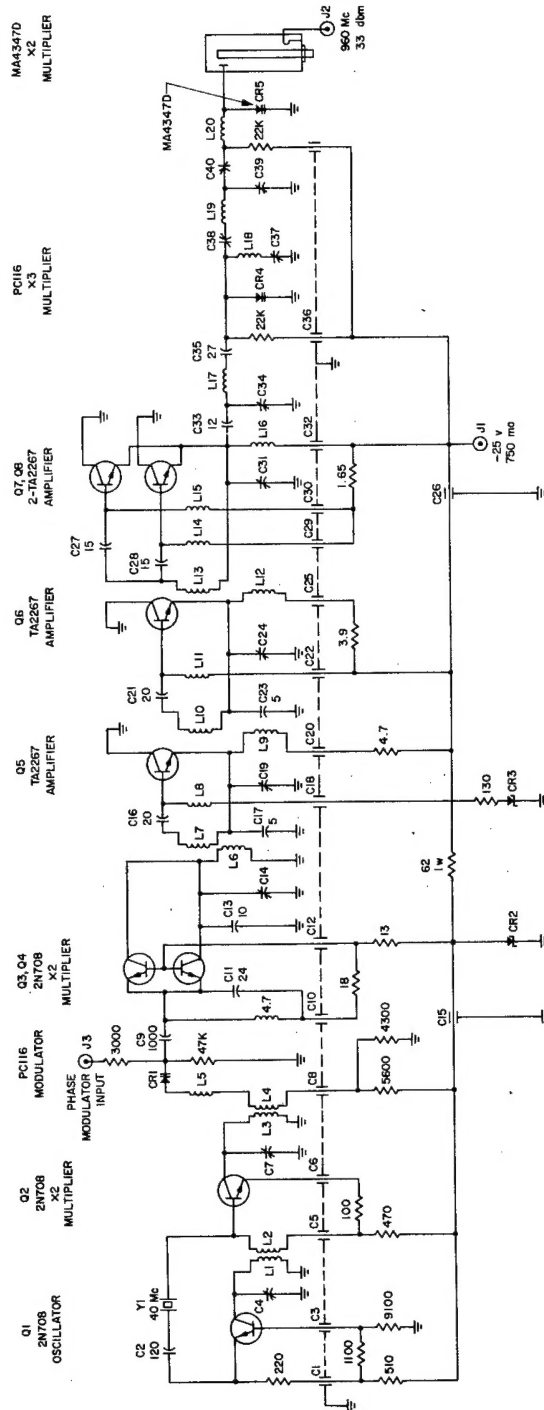 Q1
2N708
OSCILLATOR
Q2
2N708
X2
MULTIPLIER
PC116
MODULATOR
Q3, Q4
2N708
X2
MULTIPLIER
Q5
TA2267
AMPLIFIER
Q6
TA2267
AMPLIFIER
Q7, Q8
2-TA2267
AMPLIFIER
PC116
X3
MULTIPLIER
MA4347D
X2
MULTIPLIER
C2
120
Y1
40 Mc
C4
L1
L2
220
C1
C3
1100
510
9100
C5
C6
100
470
C7
L3
L4
L5
CR1
PHASE
MODULATOR
INPUT
J3
3000
47K
C8
5600
4300
C9
1000
4.7
C10
C11
24
18
C12
13
C13
10
C14
L6
C15
CR2
62
1w
C16
20
L7
L8
C17
5
C18
C19
L9
C20
130
CR3
4.7
C21
20
L10
L11
C23
5
C22
C24
L12
C25
3.9
C27
15
C28
15
L13
L14
L15
C29
C30
C31
L16
C32
1.65
C26
J1
-25 v
750 ma
C33
12
C34
L17
C35
27
22K
C36
CR4
L18
C37
C38
L19
C39
C40
22K
L20
CR5
MA4347D
J2
960 Mc
33 dbm